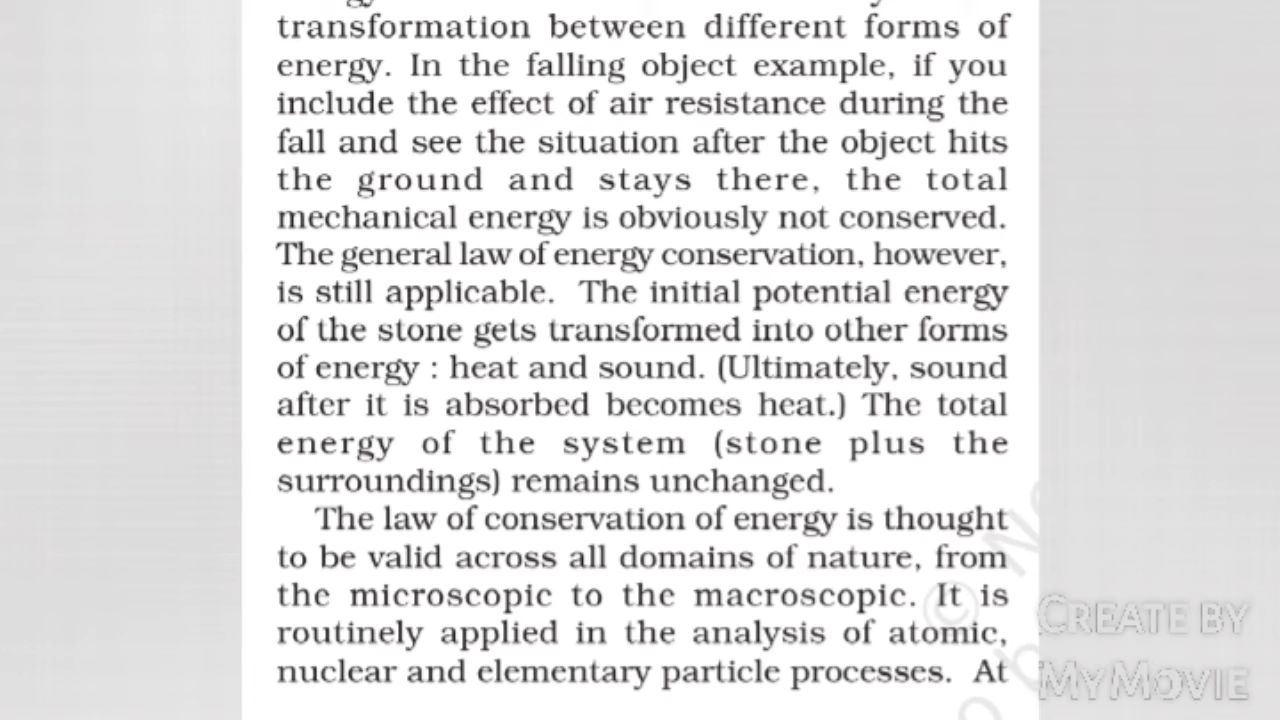 transformation between different forms of
energy. In the falling object example, if you
include the effect of air resistance during the
fall and see the situation after the object hits
the ground and stays there, the total
mechanical energy is obviously not conserved.
The general law of energy conservation, however,
is still applicable. The initial potential energy
of the stone gets transformed into other forms
of energy : heat and sound. (Ultimately, sound
after it is absorbed becomes heat.) The total
energy of the system (stone plus the
surroundings) remains unchanged.
The law of conservation of energy is thought
to be valid across all domains of nature, from
the microscopic to the macroscopic. It is
routinely applied in the analysis of atomic,
nuclear and elementary particle processes. At
CREATE BY
MY MOVIE